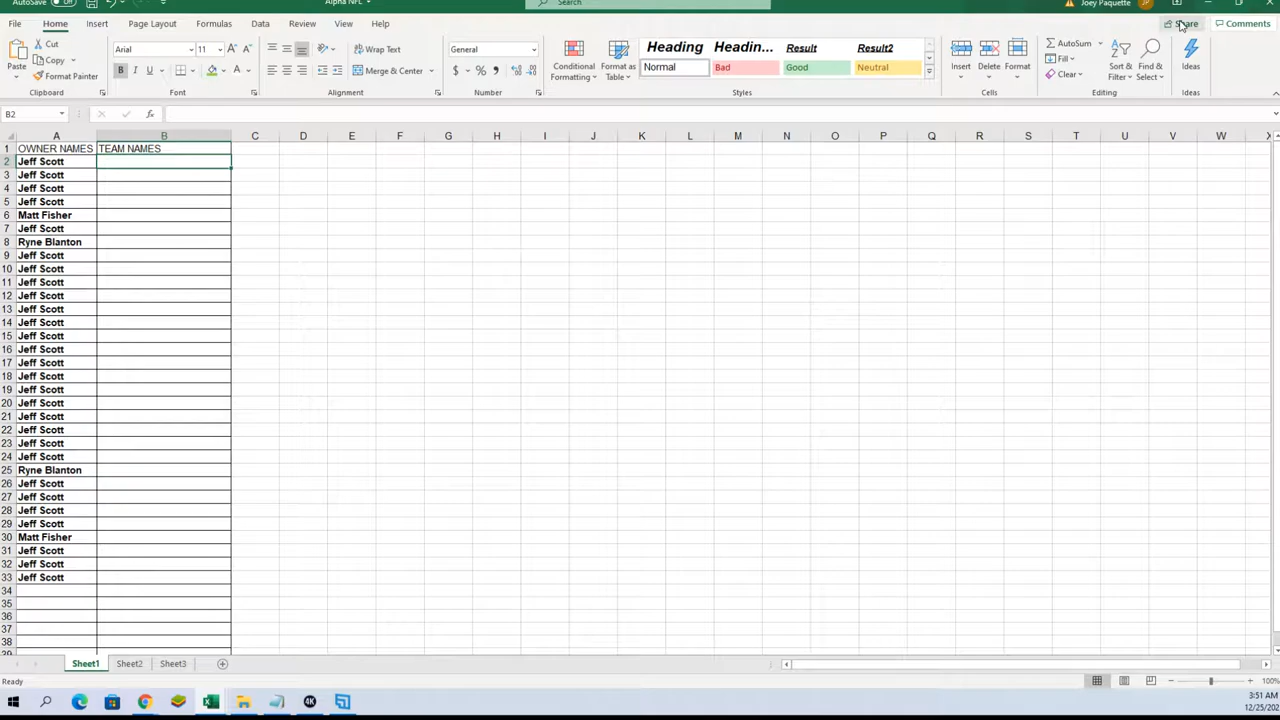 AutoSave Off Alpha NFL Search Joey Paquette JP
File Home Insert Page Layout Formulas Data Review View Help Share Comments
Paste Cut Copy Format Painter Clipboard
Arial 11 A A B I U A Font
Wrap Text Merge & Center Alignment
General $ % , Number
Conditional Formatting Format as Table
Heading Headin... Result Result2
Normal Bad Good Neutral
Styles
Insert Delete Format Cells
AutoSum Fill Clear Sort & Filter Find & Select Editing
Ideas Ideas
B2 fx
A B C D E F G H I J K L M N O P Q R S T U V W X
1 OWNER NAMES TEAM NAMES
2 Jeff Scott
3 Jeff Scott
4 Jeff Scott
5 Jeff Scott
6 Matt Fisher
7 Jeff Scott
8 Ryne Blanton
9 Jeff Scott
10 Jeff Scott
11 Jeff Scott
12 Jeff Scott
13 Jeff Scott
14 Jeff Scott
15 Jeff Scott
16 Jeff Scott
17 Jeff Scott
18 Jeff Scott
19 Jeff Scott
20 Jeff Scott
21 Jeff Scott
22 Jeff Scott
23 Jeff Scott
24 Jeff Scott
25 Ryne Blanton
26 Jeff Scott
27 Jeff Scott
28 Jeff Scott
29 Jeff Scott
30 Matt Fisher
31 Jeff Scott
32 Jeff Scott
33 Jeff Scott
34
35
36
37
38
39
Sheet1 Sheet2 Sheet3
Ready 100%
4K 3:51 AM
12/25/202